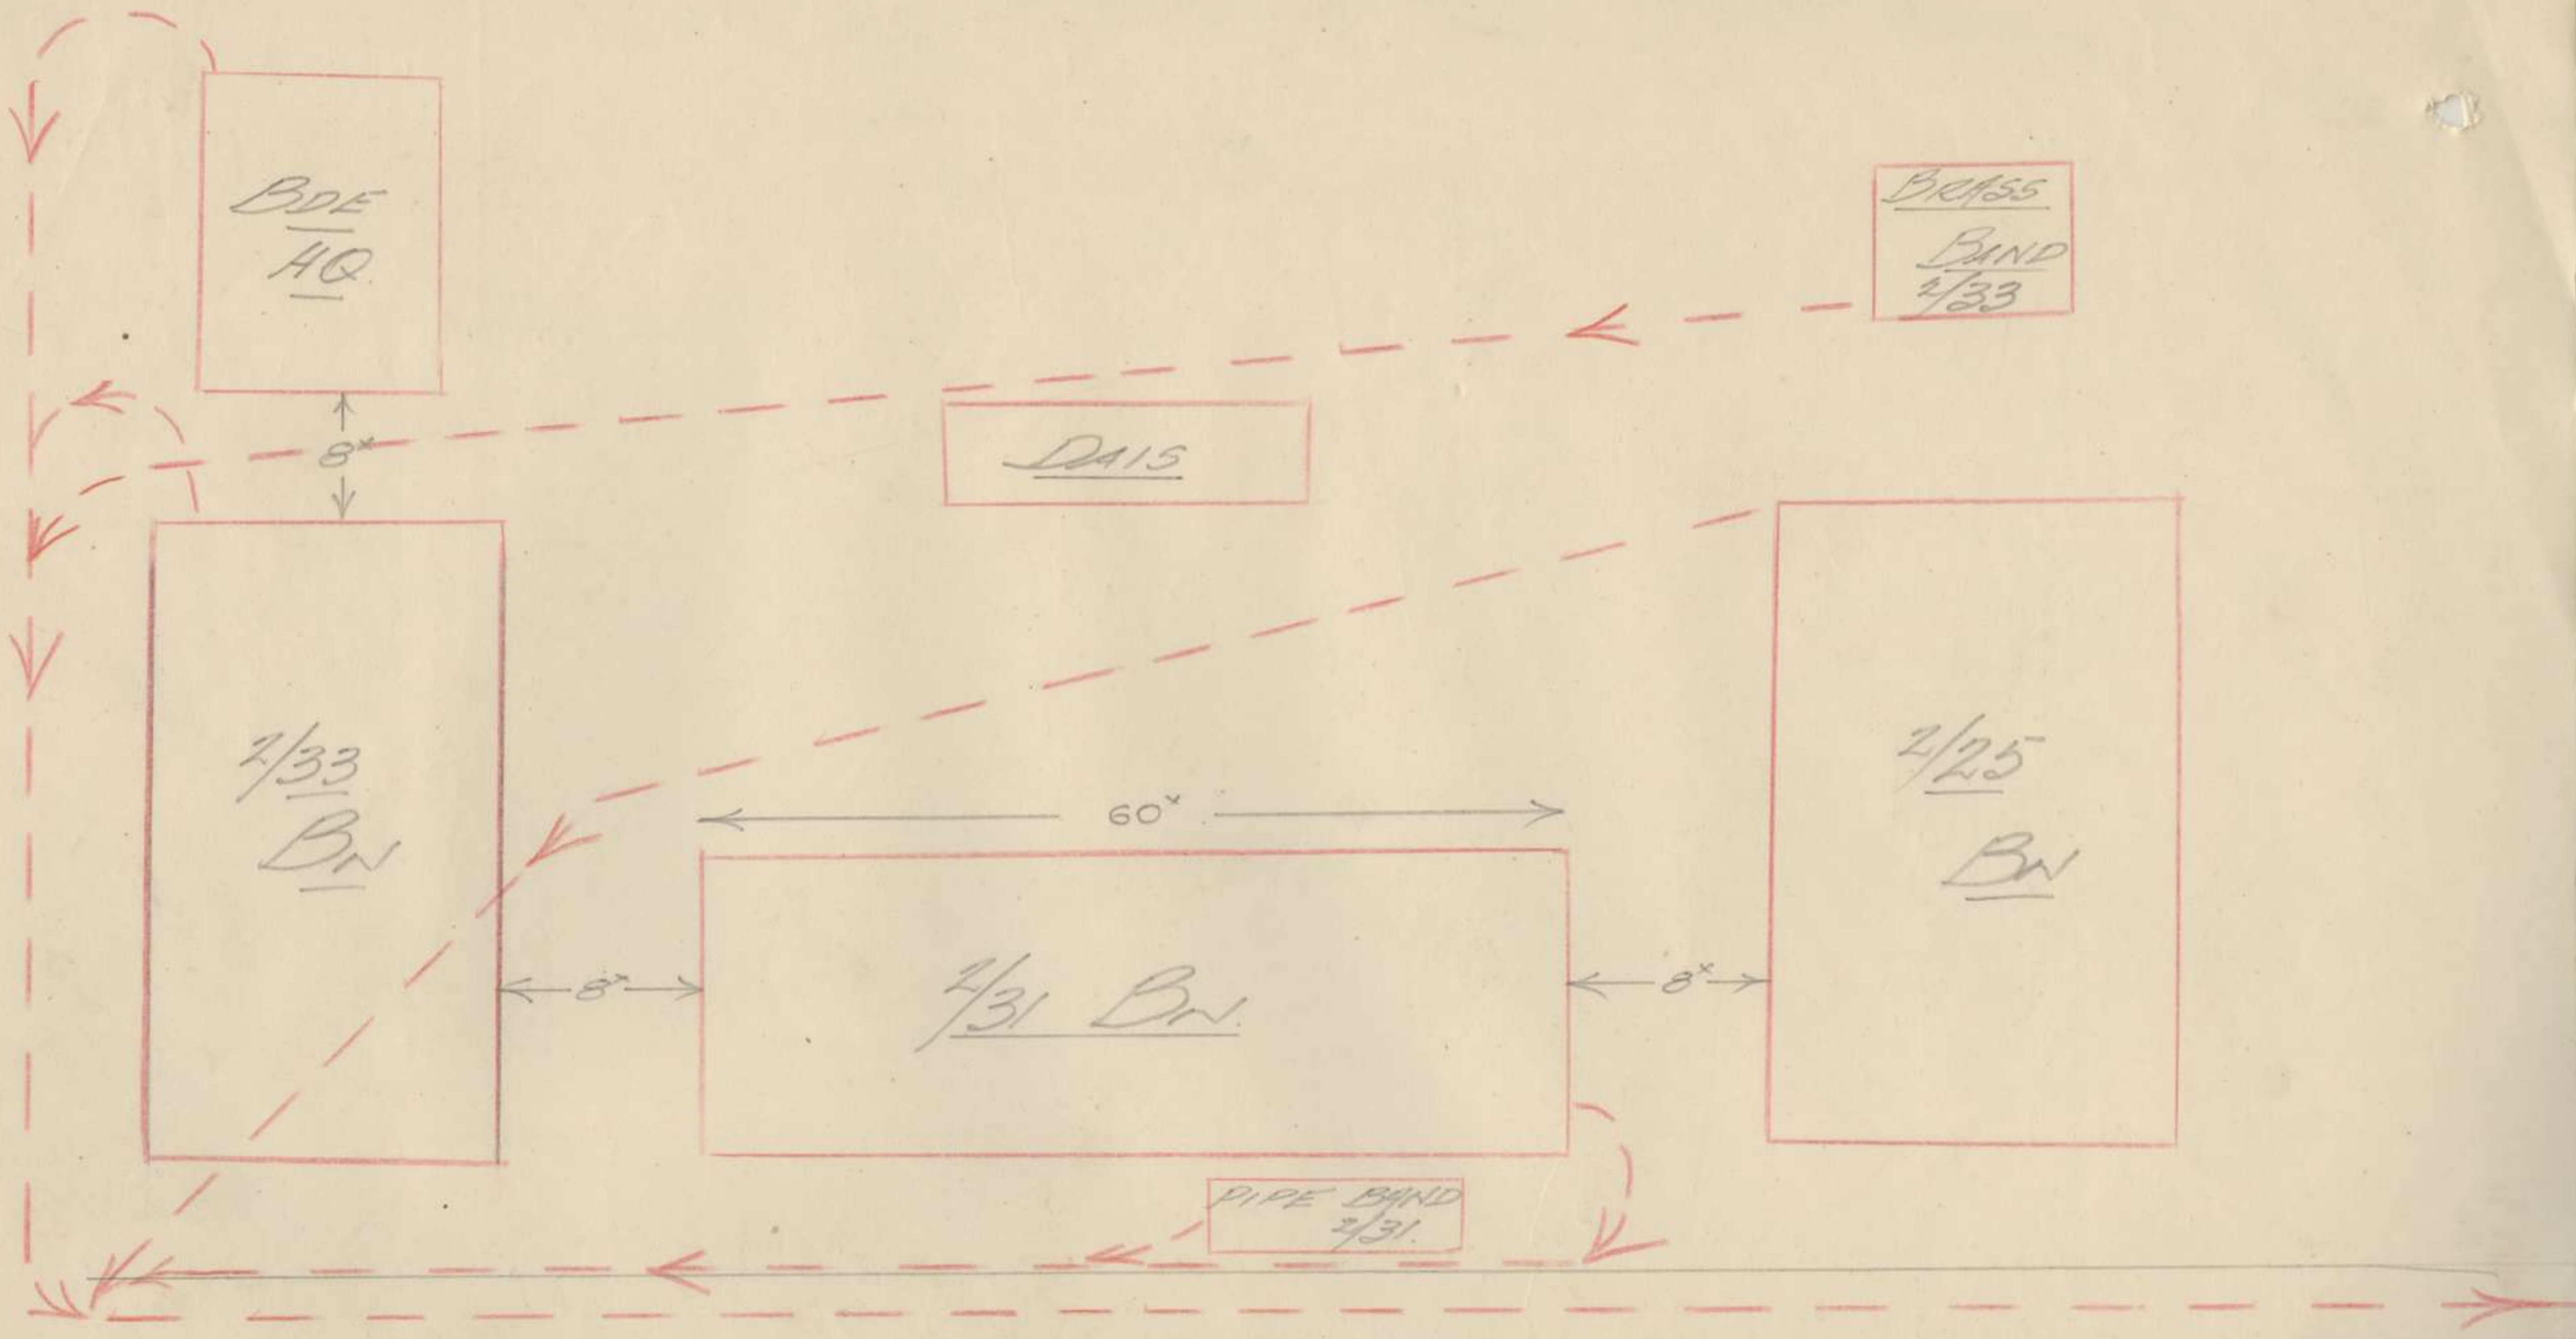 BDE
HQ.
BRASS
BAND
2/33
8ˣ
DAIS
2/33
BN
2/25
BN
60ˣ
2/31 BN.
8ˣ
8ˣ
PIPE BAND
2/31.